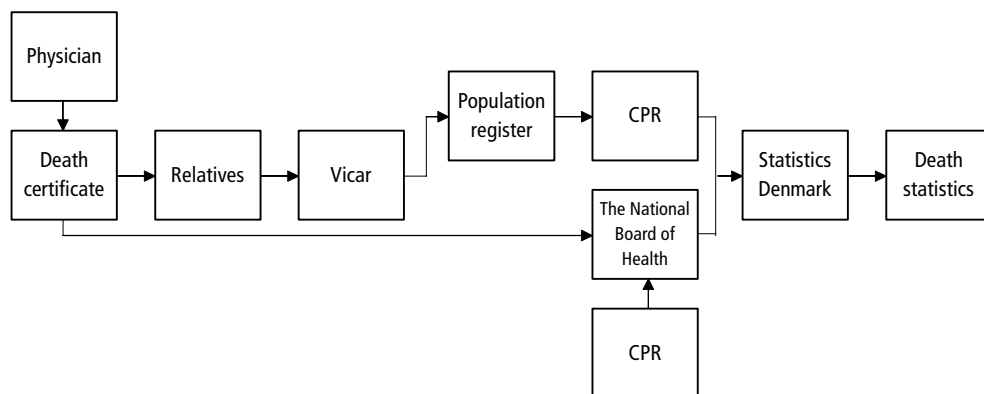 Physician
Death
certificate
Relatives
Vicar
Population
register
CPR
The National
Board of
Health
CPR
Statistics
Denmark
Death
statistics